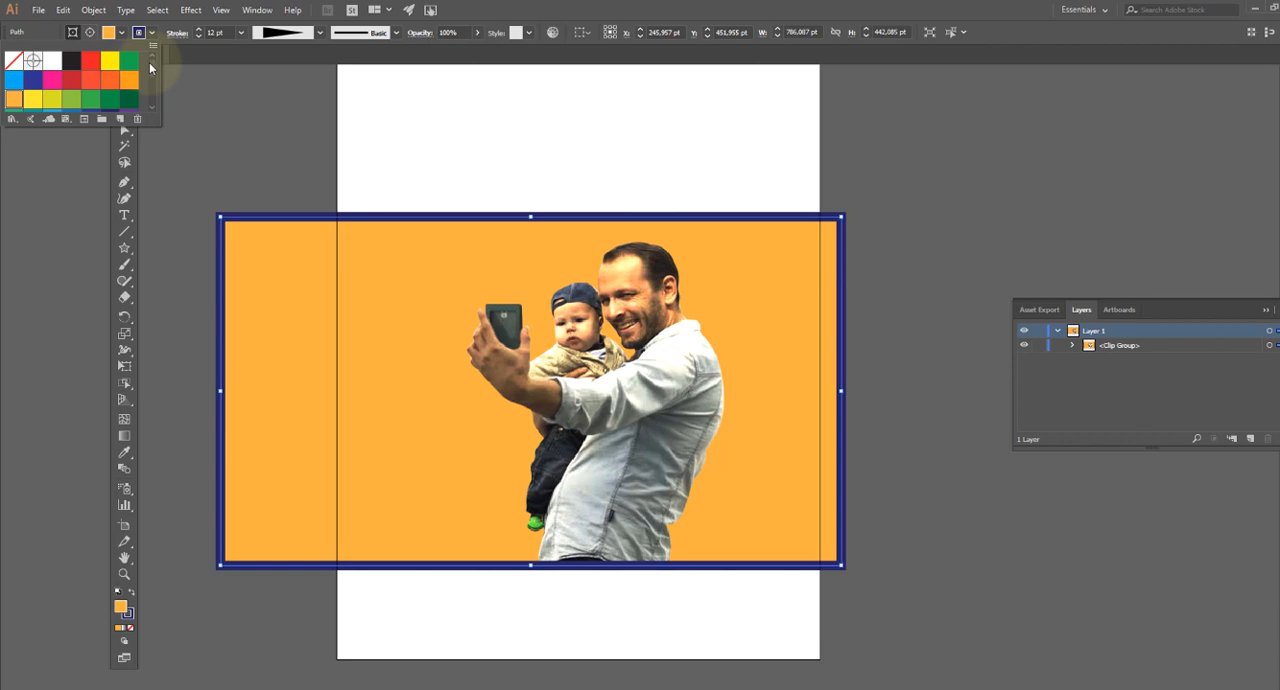 Ai File Edit Object Type Select Effect View Window Help Br St Essentials Search Adobe Stock
Path Stroke: 12 pt Basic Opacity: 100% Style: X: 245,957 pt Y: 451,955 pt W: 786,087 pt H: 442,085 pt
Asset Export Layers Artboards
Layer 1
<Clip Group>
1 Layer